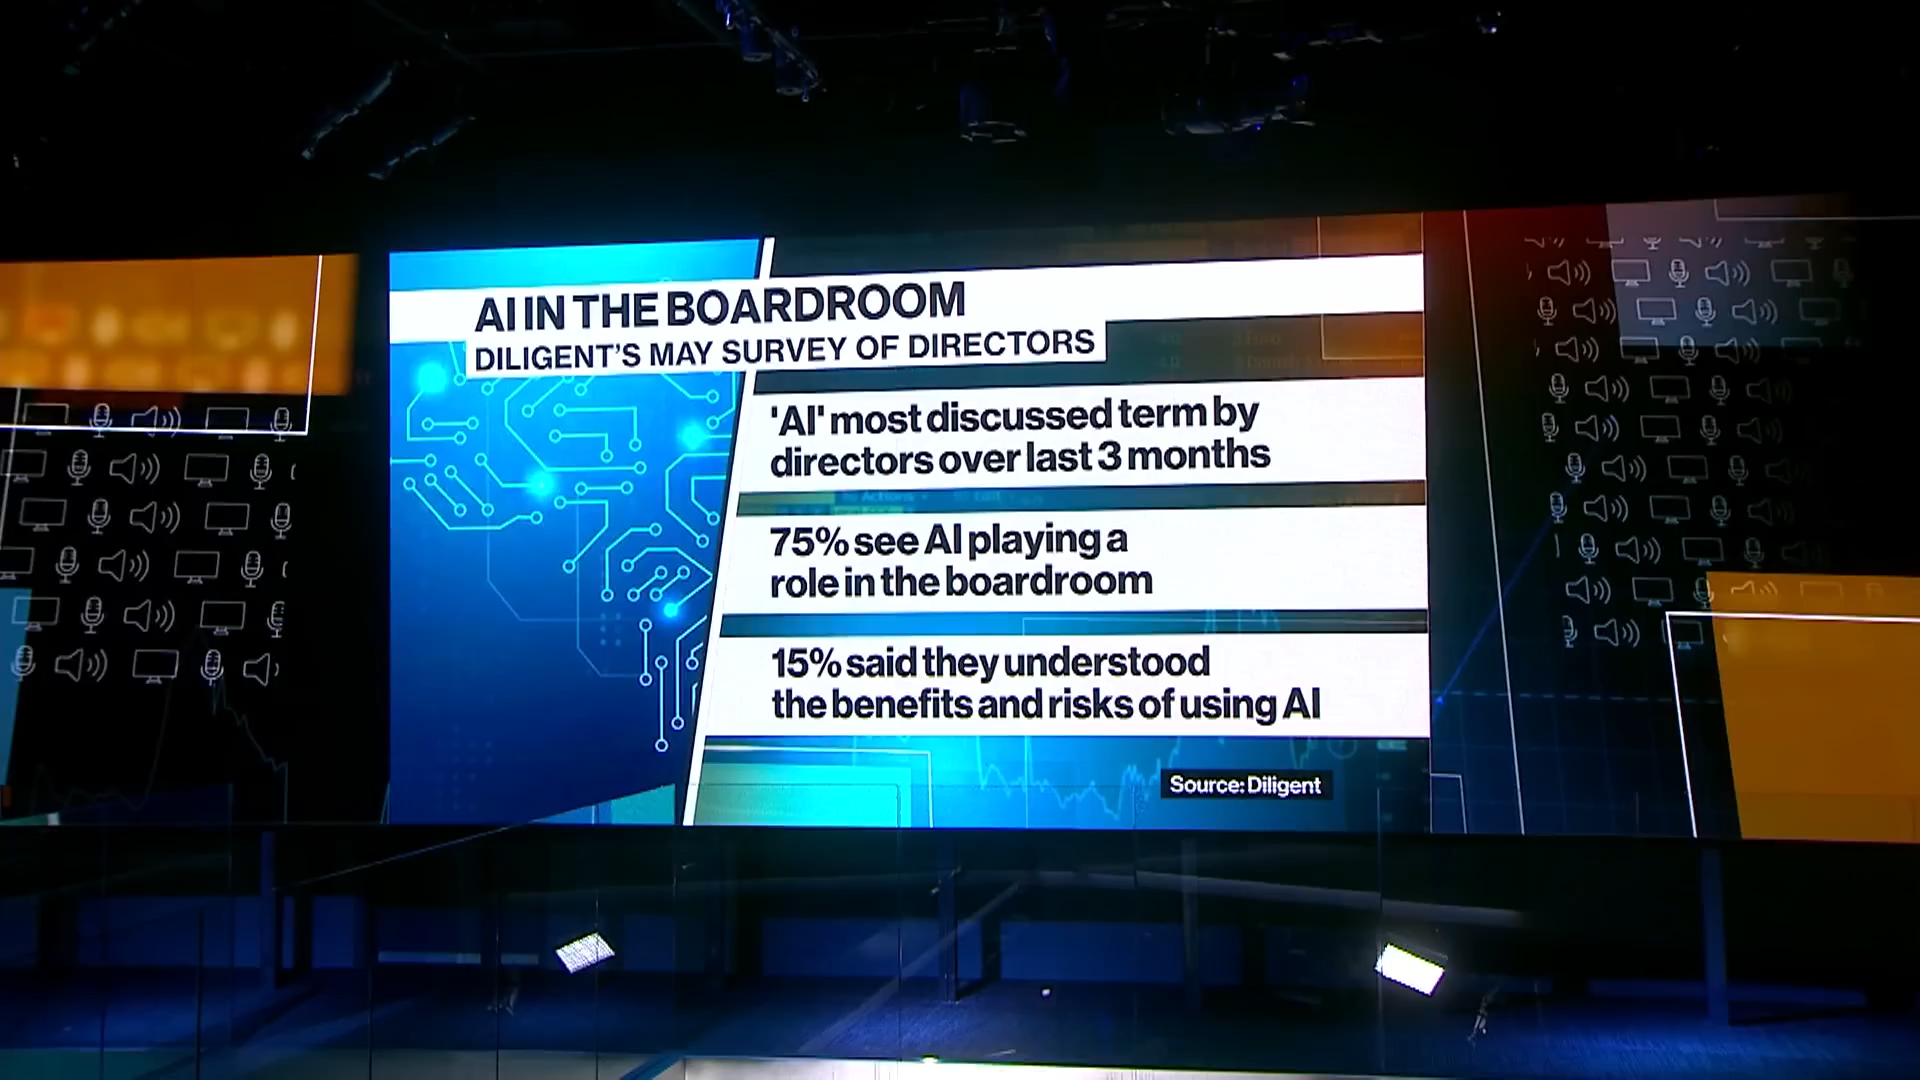 AI IN THE BOARDROOM
DILIGENT'S MAY SURVEY OF DIRECTORS
'AI' most discussed term by
directors over last 3 months
75% see AI playing a
role in the boardroom
15% said they understood
the benefits and risks of using AI
Source: Diligent